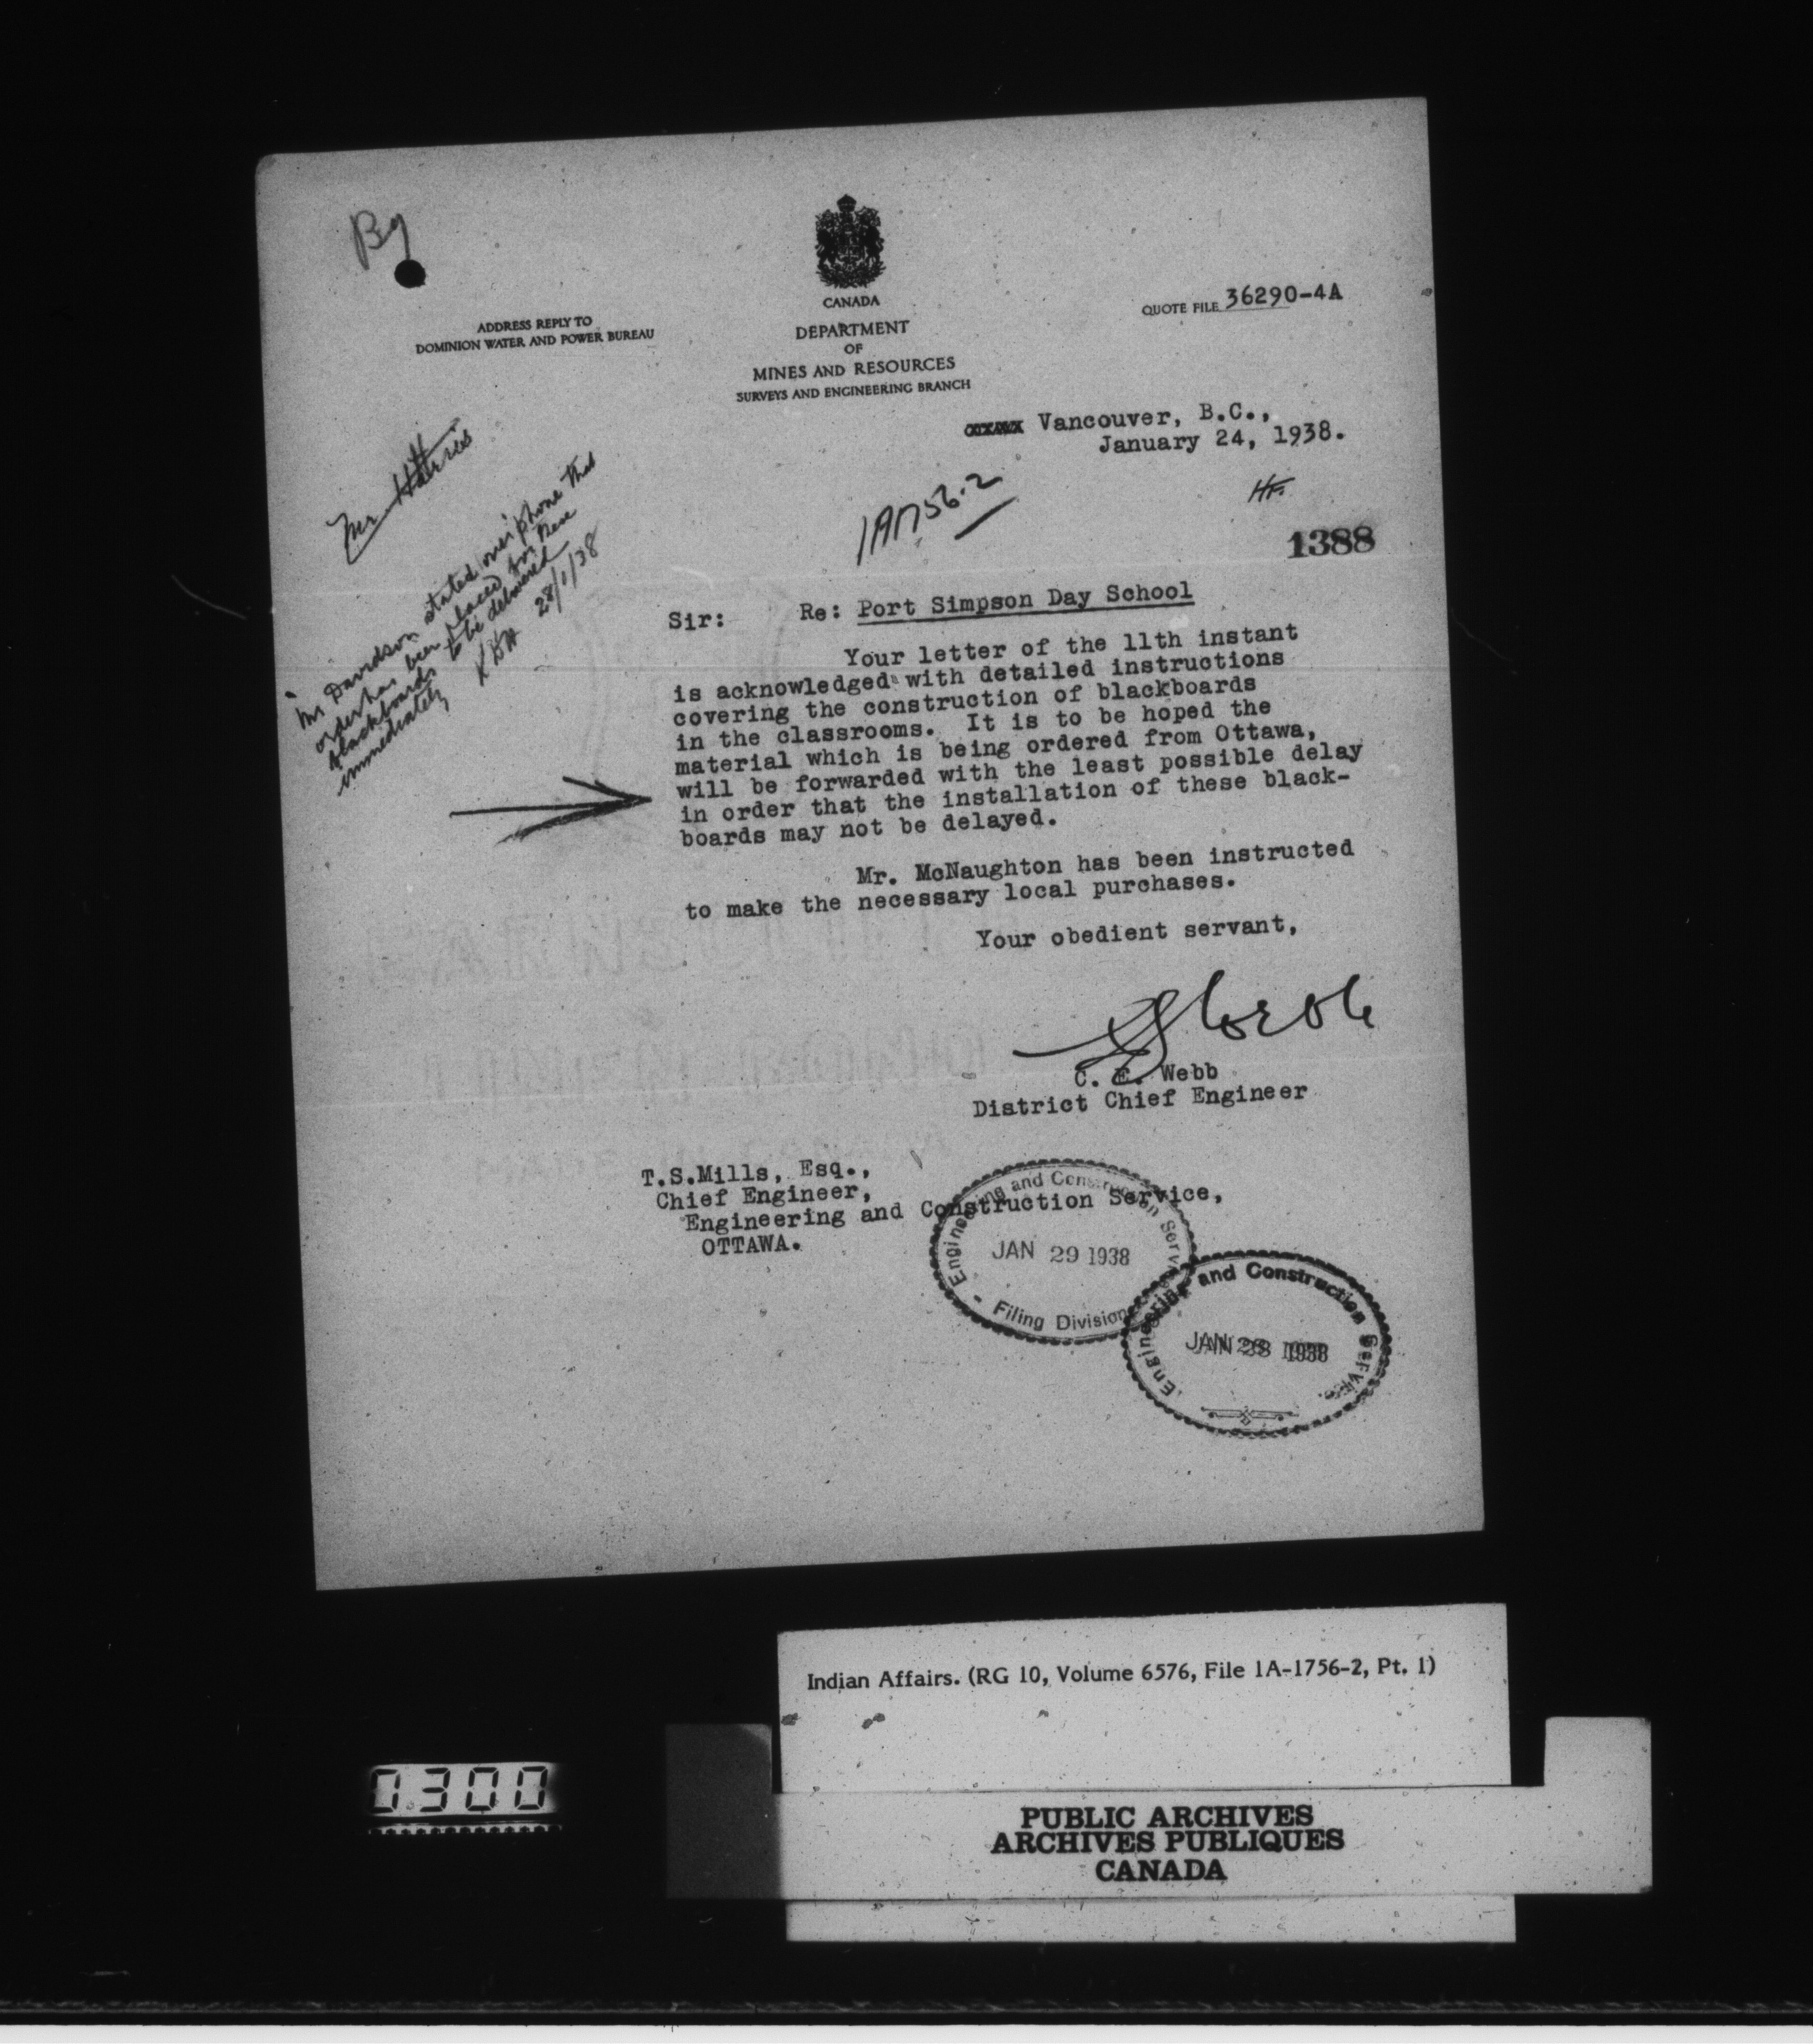 By
CANADA
ADDRESS REPLY TO
DOMINION WATER AND POWER BUREAU
DEPARTMENT
OF
MINES AND RESOURCES
SURVEYS AND ENGINEERING BRANCH
QUOTE FILE 36290-4A
Vancouver, B.C.,
January 24, 1938.
Mr Harris
Mr Davidson stated over phone that
order has been placed for these
blackboards to be delivered
immediately
28/1/38
1388
Sir: Re: Port Simpson Day School
Your letter of the 11th instant
is acknowledged with detailed instructions
covering the construction of blackboards
in the classrooms. It is to be hoped the
material which is being ordered from Ottawa,
will be forwarded with the least possible delay
in order that the installation of these black-
boards may not be delayed.
Mr. McNaughton has been instructed
to make the necessary local purchases.
Your obedient servant,
C. E. Webb
District Chief Engineer
T.S.Mills, Esq.,
Chief Engineer,
Engineering and Construction Service,
OTTAWA.
Engineering and Construction Service
JAN 29 1938
- Filing Division
Engineering and Construction Service.
JAN 28 1938
Indian Affairs. (RG 10, Volume 6576, File 1A-1756-2, Pt. 1)
0300
PUBLIC ARCHIVES
ARCHIVES PUBLIQUES
CANADA